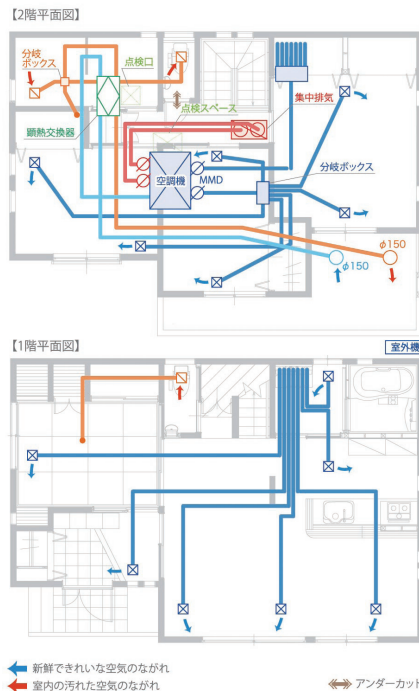 【2階平面図】
分岐
ボックス
点検口
点検スペース
集中排気
顕熱交換器
空調機
MMD
分岐ボックス
φ150
φ150
【1階平面図】
室外機
新鮮できれいな空気のながれ
室内の汚れた空気のながれ
アンダーカット